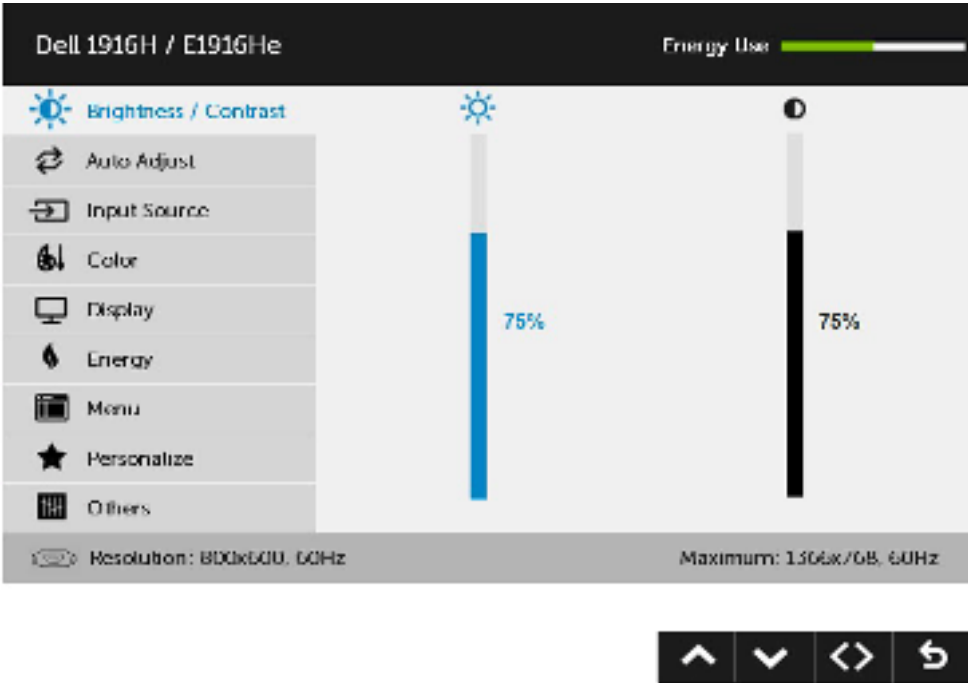 Dell 1916H / E1916He
Energy Use
Brightness / Contrast
Auto Adjust
Input Source
Color
Display
Energy
Menu
Personalize
Others
75%
75%
Resolution: 800x600, 60Hz
Maximum: 1366x768, 60Hz